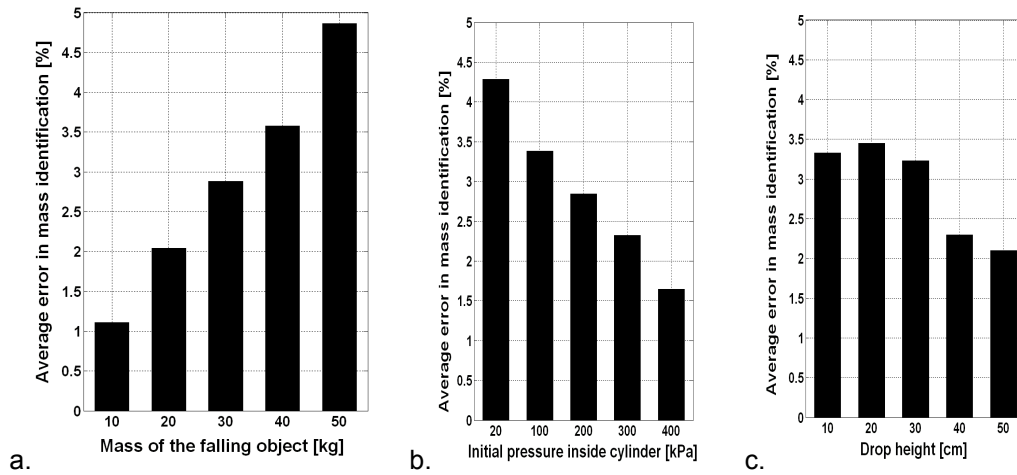 Average error in mass identification [%]
5
4.5
4
3.5
3
2.5
2
1.5
1
0.5
0
10 20 30 40 50
Mass of the falling object [kg]
a.
Average error in mass identification [%]
5
4.5
4
3.5
3
2.5
2
1.5
1
0.5
0
20 100 200 300 400
Initial pressure inside cylinder [kPa]
b.
Average error in mass identification [%]
5
4.5
4
3.5
3
2.5
2
1.5
1
0.5
0
10 20 30 40 50
Drop height [cm]
c.